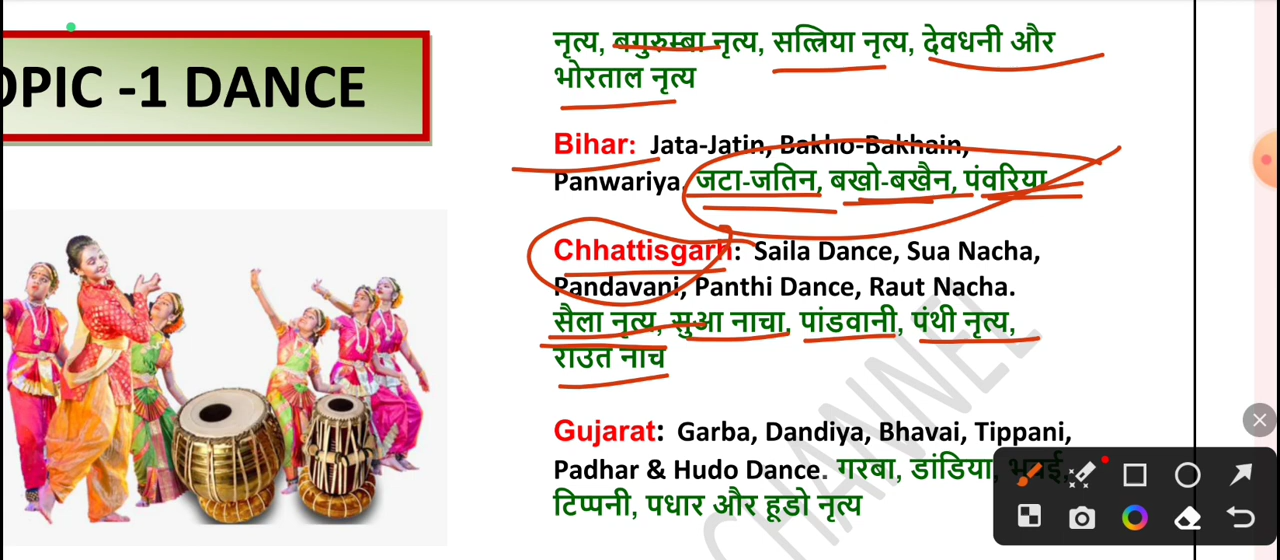 OPIC -1 DANCE
नृत्य, बगुरुम्बा नृत्य, सत्त्रिया नृत्य, देवधनी और
भोरताल नृत्य
Bihar: Jata-Jatin, Bakho-Bakhain,
Panwariya, जटा-जतिन, बखो-बखैन, पंवरिया
Chhattisgarh: Saila Dance, Sua Nacha,
Pandavani, Panthi Dance, Raut Nacha.
सैला नृत्य, सुआ नाचा, पांडवानी, पंथी नृत्य,
राउत नाच
Gujarat: Garba, Dandiya, Bhavai, Tippani,
Padhar & Hudo Dance. गरबा, डांडिया,
टिप्पनी, पधार और हूडो नृत्य
CHANNEL